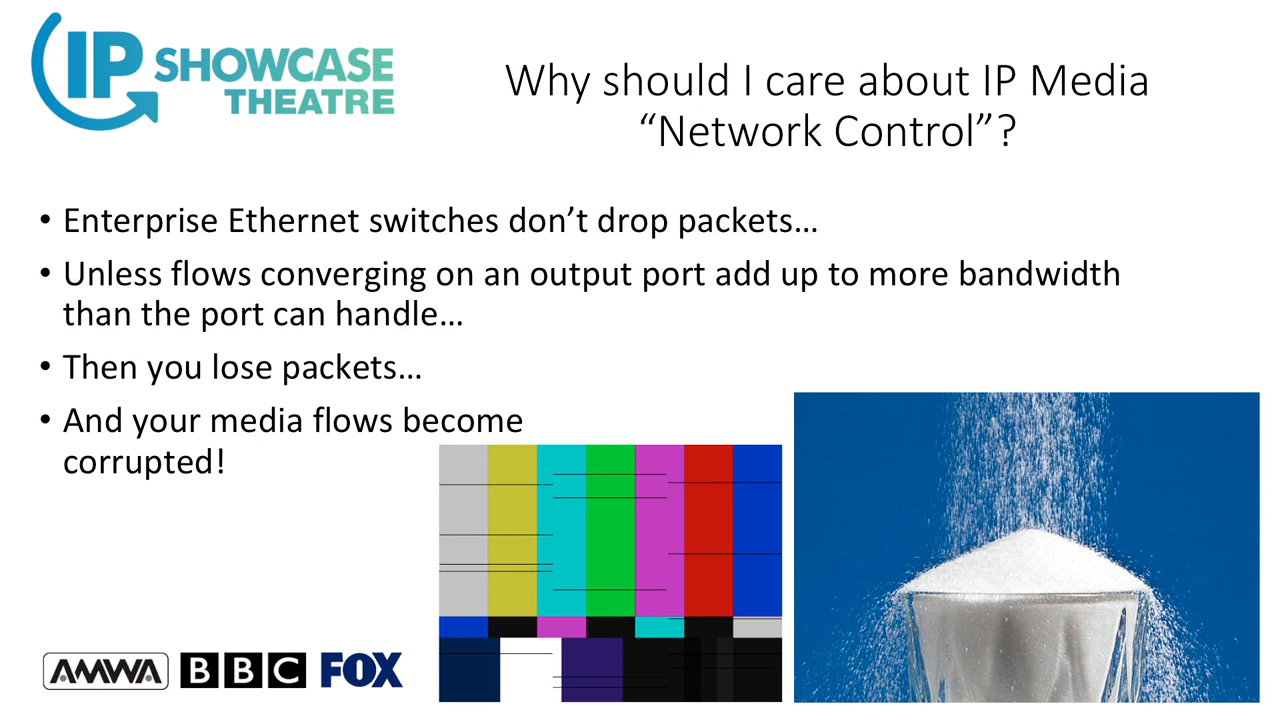 IP SHOWCASE
THEATRE
Why should I care about IP Media
“Network Control”?
• Enterprise Ethernet switches don’t drop packets…
• Unless flows converging on an output port add up to more bandwidth
than the port can handle…
• Then you lose packets…
• And your media flows become
corrupted!
AMWA BBC FOX